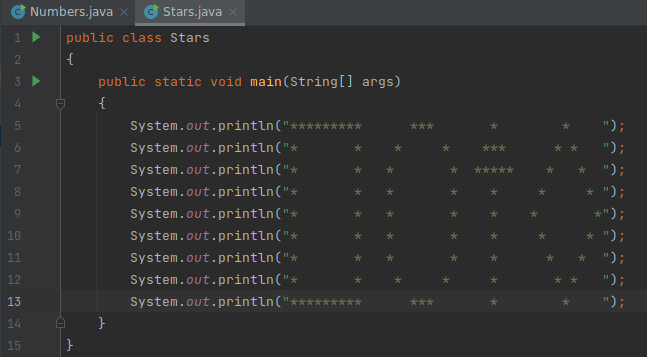 Numbers.java × Stars.java ×
1 public class Stars
2 {
3     public static void main(String[] args)
4     {
5         System.out.println("*********      ***       *        *    ");
6         System.out.println("*       *    *     *    ***      * *   ");
7         System.out.println("*       *   *       *  *****    *   *  ");
8         System.out.println("*       *   *       *    *     *     * ");
9         System.out.println("*       *   *       *    *    *       *");
10         System.out.println("*       *   *       *    *     *     * ");
11         System.out.println("*       *   *       *    *      *   *  ");
12         System.out.println("*       *    *     *     *       * *   ");
13         System.out.println("*********      ***       *        *    ");
14     }
15 }